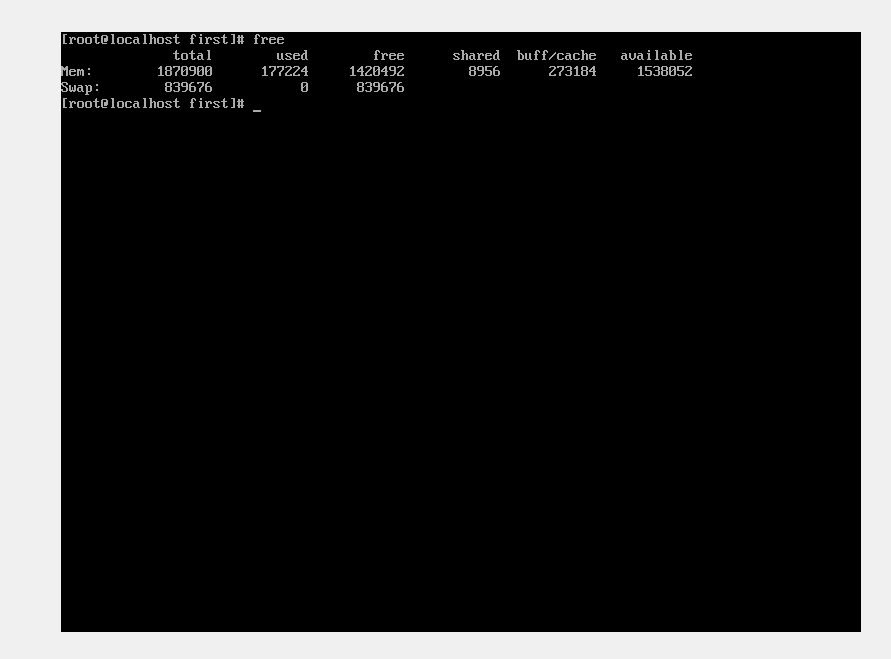 [root@localhost first]# free
total used free shared buff/cache available
Mem: 1870900 177224 1420492 8956 273184 1538052
Swap: 839676 0 839676
[root@localhost first]# _